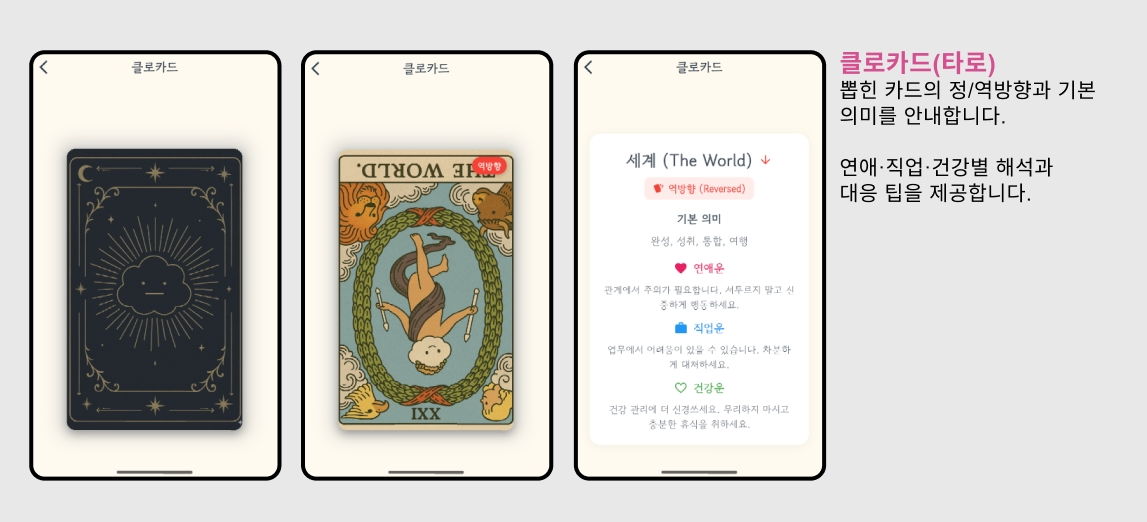 클로카드
클로카드
THE WORLD.
역방향
XXI
클로카드
세계 (The World) ↓
역방향 (Reversed)
기본 의미
완성, 성취, 통합, 여행
연애운
관계에서 주의가 필요합니다. 서두르지 말고 신
중하게 행동하세요.
직업운
업무에서 어려움이 있을 수 있습니다. 차분하
게 대처하세요.
건강운
건강 관리에 더 신경쓰세요. 무리하지 마시고
충분한 휴식을 취하세요.
클로카드(타로)
뽑힌 카드의 정/역방향과 기본
의미를 안내합니다.
연애·직업·건강별 해석과
대응 팁을 제공합니다.